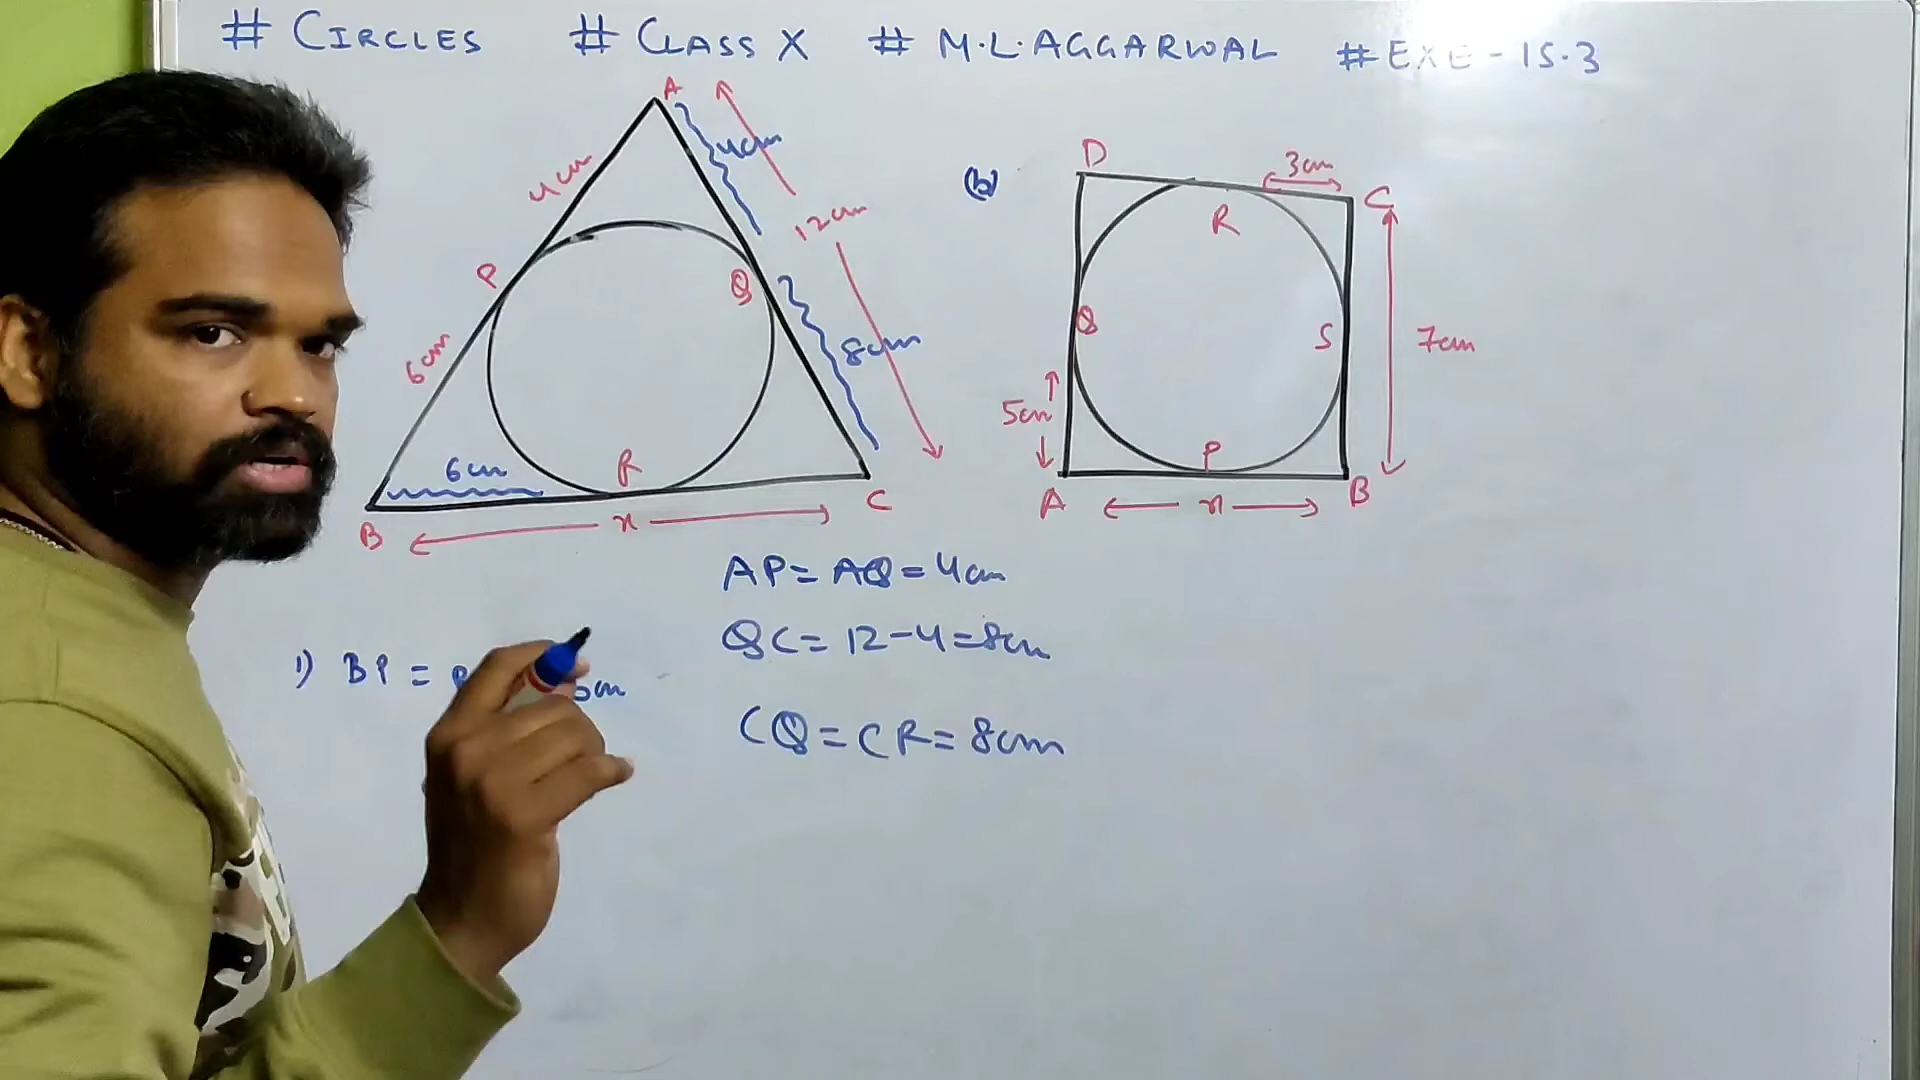 # CIRCLES # CLASS X # M.L.AGGARWAL # EXE-15.3
A
4cm
4cm
12cm
P
Q
6cm
8cm
6cm
R
B
x
C
(b)
D
3cm
C
R
Q
S
7cm
5cm
P
A
x
B
AP = AQ = 4cm
QC = 12-4 = 8cm
1) BP =
CQ = CR = 8cm